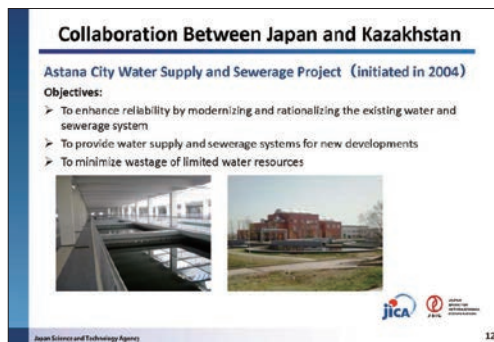 Collaboration Between Japan and Kazakhstan
Astana City Water Supply and Sewerage Project (initiated in 2004)
Objectives:
➢ To enhance reliability by modernizing and rationalizing the existing water and
sewerage system
➢ To provide water supply and sewerage systems for new developments
➢ To minimize wastage of limited water resources
jICA
JAPAN
Japan Science and Technology Agency
12